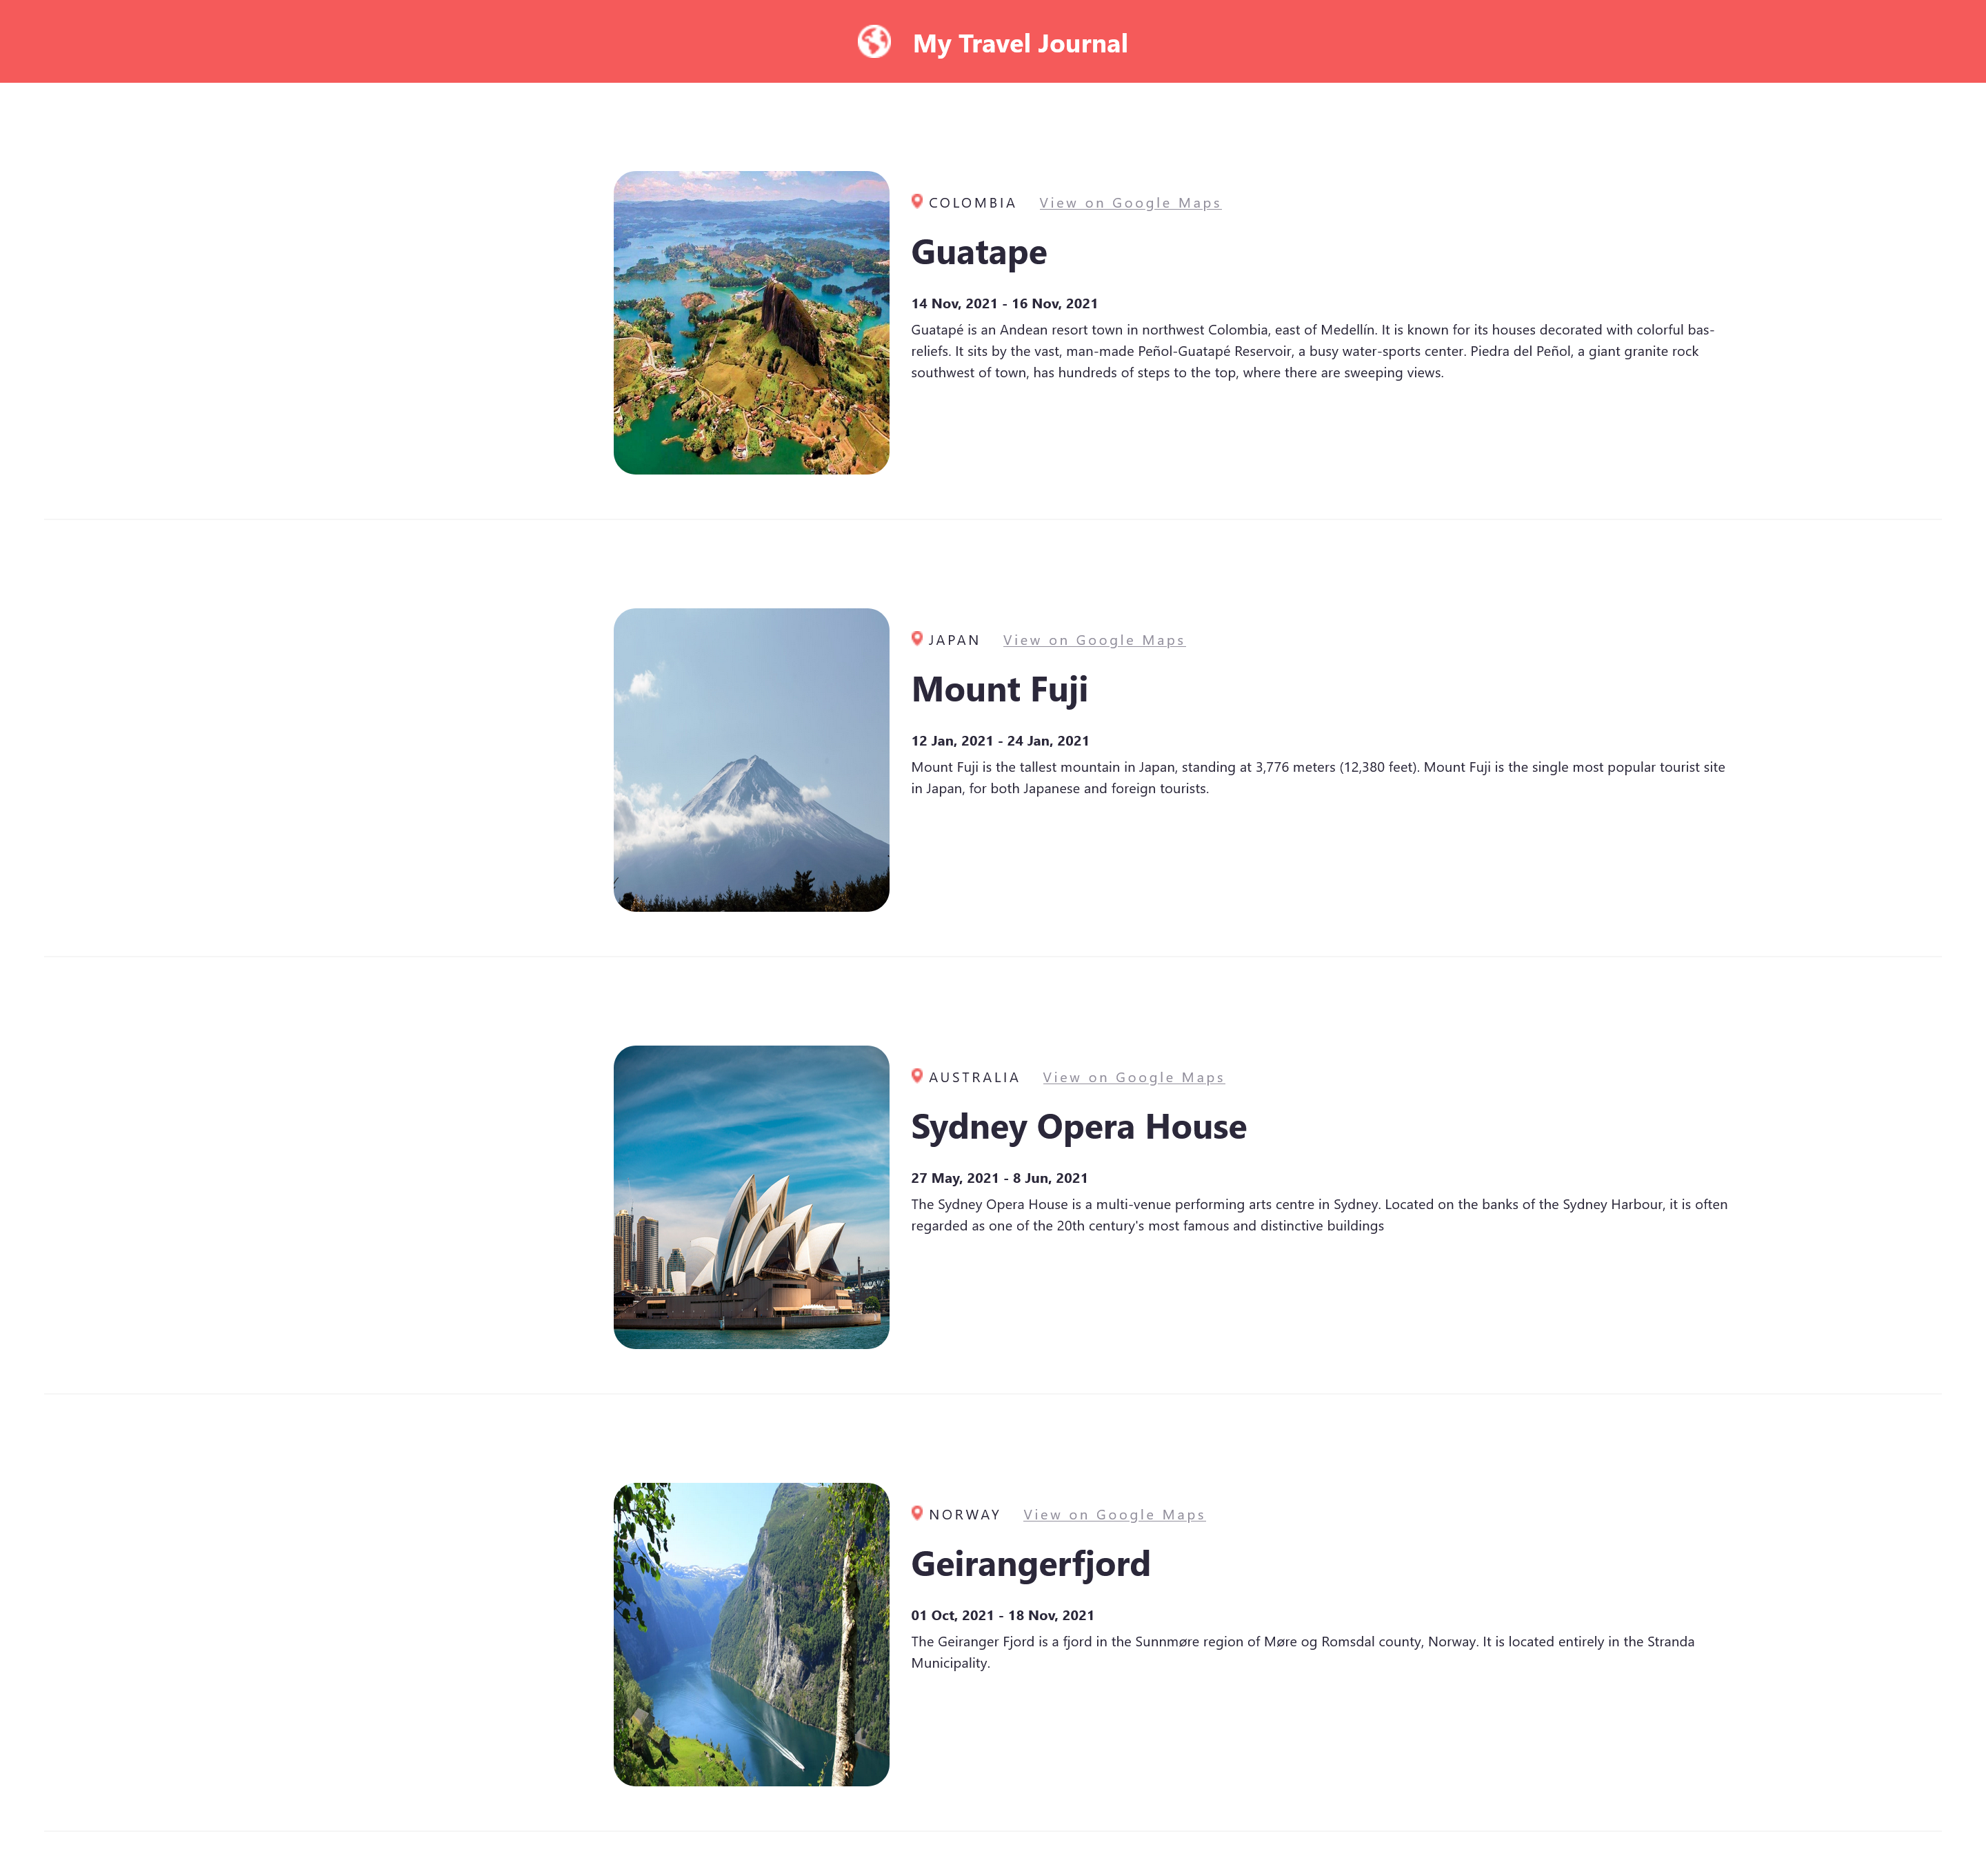 My Travel Journal
COLOMBIA View on Google Maps
Guatape
14 Nov, 2021 - 16 Nov, 2021
Guatapé is an Andean resort town in northwest Colombia, east of Medellín. It is known for its houses decorated with colorful bas-
reliefs. It sits by the vast, man-made Peñol-Guatapé Reservoir, a busy water-sports center. Piedra del Peñol, a giant granite rock
southwest of town, has hundreds of steps to the top, where there are sweeping views.
JAPAN View on Google Maps
Mount Fuji
12 Jan, 2021 - 24 Jan, 2021
Mount Fuji is the tallest mountain in Japan, standing at 3,776 meters (12,380 feet). Mount Fuji is the single most popular tourist site
in Japan, for both Japanese and foreign tourists.
AUSTRALIA View on Google Maps
Sydney Opera House
27 May, 2021 - 8 Jun, 2021
The Sydney Opera House is a multi-venue performing arts centre in Sydney. Located on the banks of the Sydney Harbour, it is often
regarded as one of the 20th century's most famous and distinctive buildings
NORWAY View on Google Maps
Geirangerfjord
01 Oct, 2021 - 18 Nov, 2021
The Geiranger Fjord is a fjord in the Sunnmøre region of Møre og Romsdal county, Norway. It is located entirely in the Stranda
Municipality.